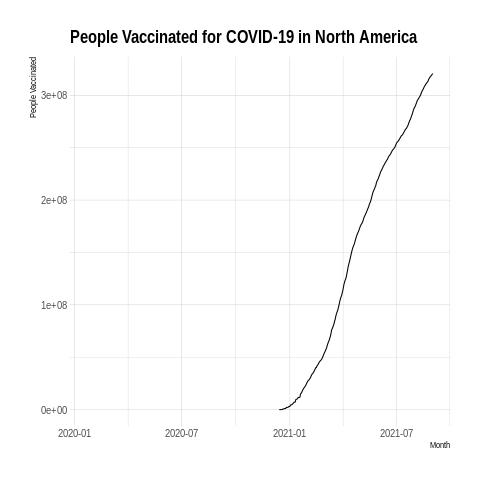 People Vaccinated for COVID-19 in North America
People Vaccinated
3e+08
2e+08
1e+08
0e+00
2020-01 2020-07 2021-01 2021-07
Month